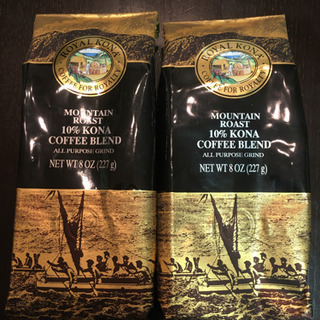 ROYAL KONA
COFFEE FOR ROYALTY
MOUNTAIN
ROAST
10% KONA
COFFEE BLEND
ALL PURPOSE GRIND
NET WT 8 OZ (227 g)
ROYAL KONA
COFFEE FOR ROYALTY
MOUNTAIN
ROAST
10% KONA
COFFEE BLEND
ALL PURPOSE GRIND
NET WT 8 OZ (227 g)